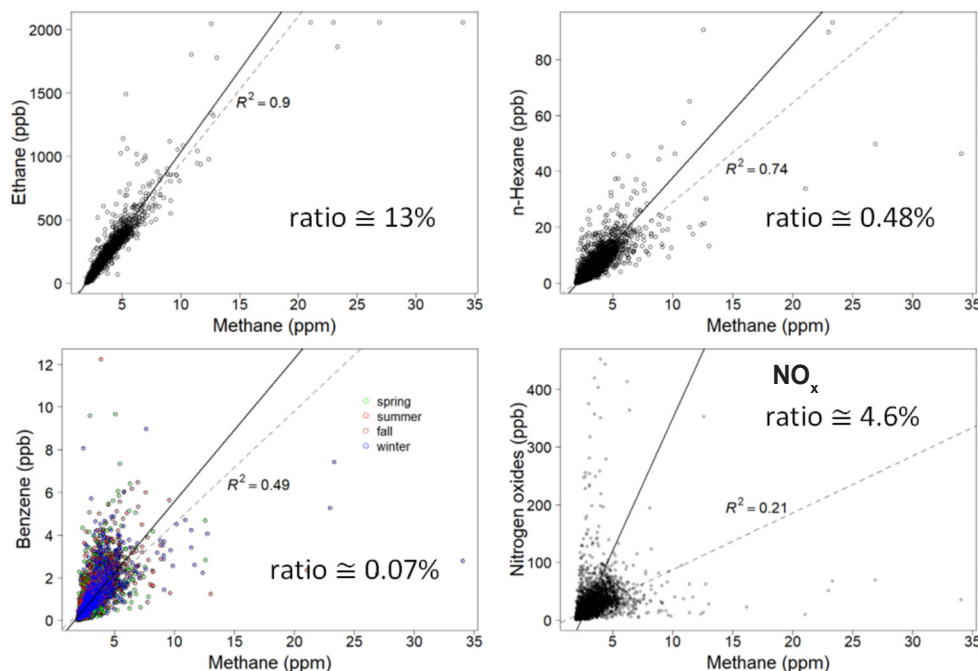 Ethane (ppb)
2000
1500
1000
500
0
R² = 0.9
ratio ≅ 13%
5 10 15 20 25 30 35
Methane (ppm)
n-Hexane (ppb)
80
60
40
20
0
R² = 0.74
ratio ≅ 0.48%
5 10 15 20 25 30 35
Methane (ppm)
Benzene (ppb)
12
10
8
6
4
2
0
spring
summer
fall
winter
R² = 0.49
ratio ≅ 0.07%
5 10 15 20 25 30 35
Methane (ppm)
Nitrogen oxides (ppb)
400
300
200
100
0
NOₓ
ratio ≅ 4.6%
R² = 0.21
5 10 15 20 25 30 35
Methane (ppm)